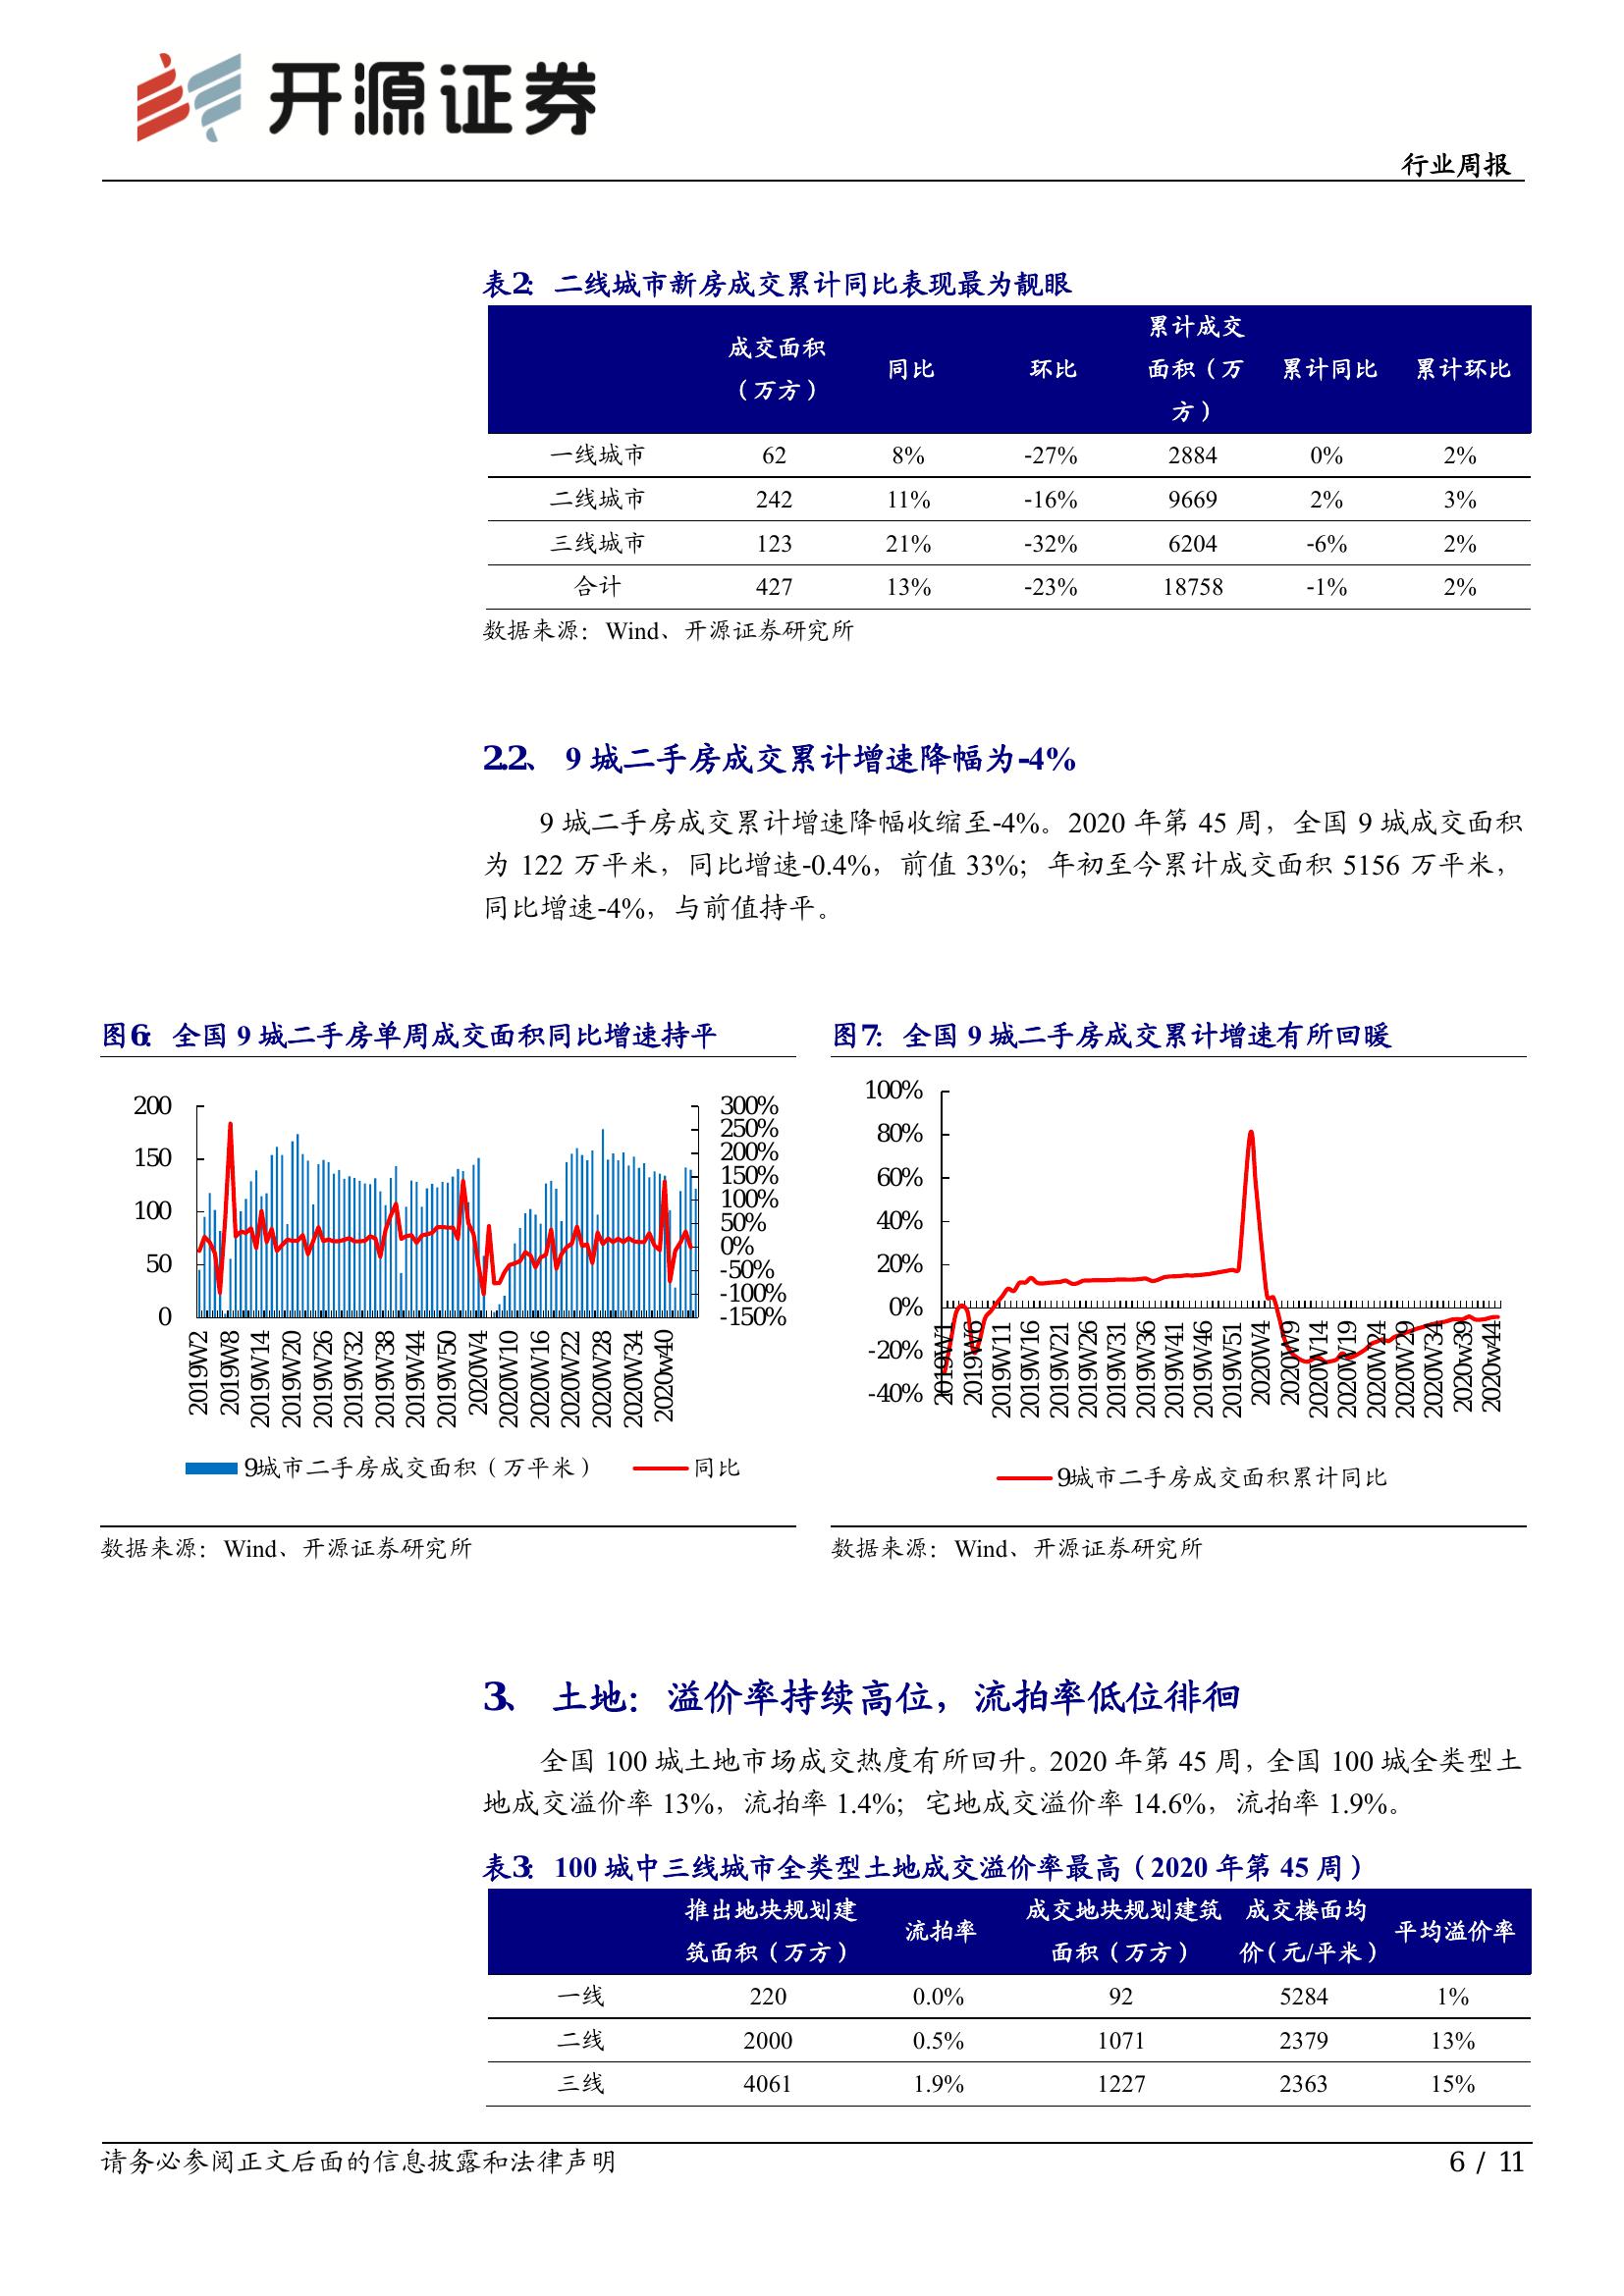 开源证券
行业周报
表2： 二线城市新房成交累计同比表现最为靓眼
成交面积（万方） 同比 环比 累计成交面积（万方） 累计同比 累计环比
一线城市 62 8% -27% 2884 0% 2%
二线城市 242 11% -16% 9669 2% 3%
三线城市 123 21% -32% 6204 -6% 2%
合计 427 13% -23% 18758 -1% 2%
数据来源：Wind、开源证券研究所
2.2、 9 城二手房成交累计增速降幅为-4%
9 城二手房成交累计增速降幅收缩至-4%。2020 年第 45 周，全国 9 城成交面积
为 122 万平米，同比增速-0.4%，前值 33%；年初至今累计成交面积 5156 万平米，
同比增速-4%，与前值持平。
图6： 全国 9 城二手房单周成交面积同比增速持平
200
150
100
50
0
300%
250%
200%
150%
100%
50%
0%
-50%
-100%
-150%
2019W2
2019W8
2019W14
2019W20
2019W26
2019W32
2019W38
2019W44
2019W50
2020W4
2020W10
2020W16
2020W22
2020W28
2020W34
2020w40
9城市二手房成交面积（万平米） 同比
数据来源：Wind、开源证券研究所
图7： 全国 9 城二手房成交累计增速有所回暖
100%
80%
60%
40%
20%
0%
-20%
-40%
2019W1
2019W6
2019W11
2019W16
2019W21
2019W26
2019W31
2019W36
2019W41
2019W46
2019W51
2020W4
2020W9
2020W14
2020W19
2020W24
2020W29
2020W34
2020w39
2020w44
9城市二手房成交面积累计同比
数据来源：Wind、开源证券研究所
3、 土地：溢价率持续高位，流拍率低位徘徊
全国 100 城土地市场成交热度有所回升。2020 年第 45 周，全国 100 城全类型土
地成交溢价率 13%，流拍率 1.4%；宅地成交溢价率 14.6%，流拍率 1.9%。
表3： 100 城中三线城市全类型土地成交溢价率最高（2020 年第 45 周）
推出地块规划建筑面积（万方） 流拍率 成交地块规划建筑面积（万方） 成交楼面均价（元/平米） 平均溢价率
一线 220 0.0% 92 5284 1%
二线 2000 0.5% 1071 2379 13%
三线 4061 1.9% 1227 2363 15%
请务必参阅正文后面的信息披露和法律声明
6 / 11